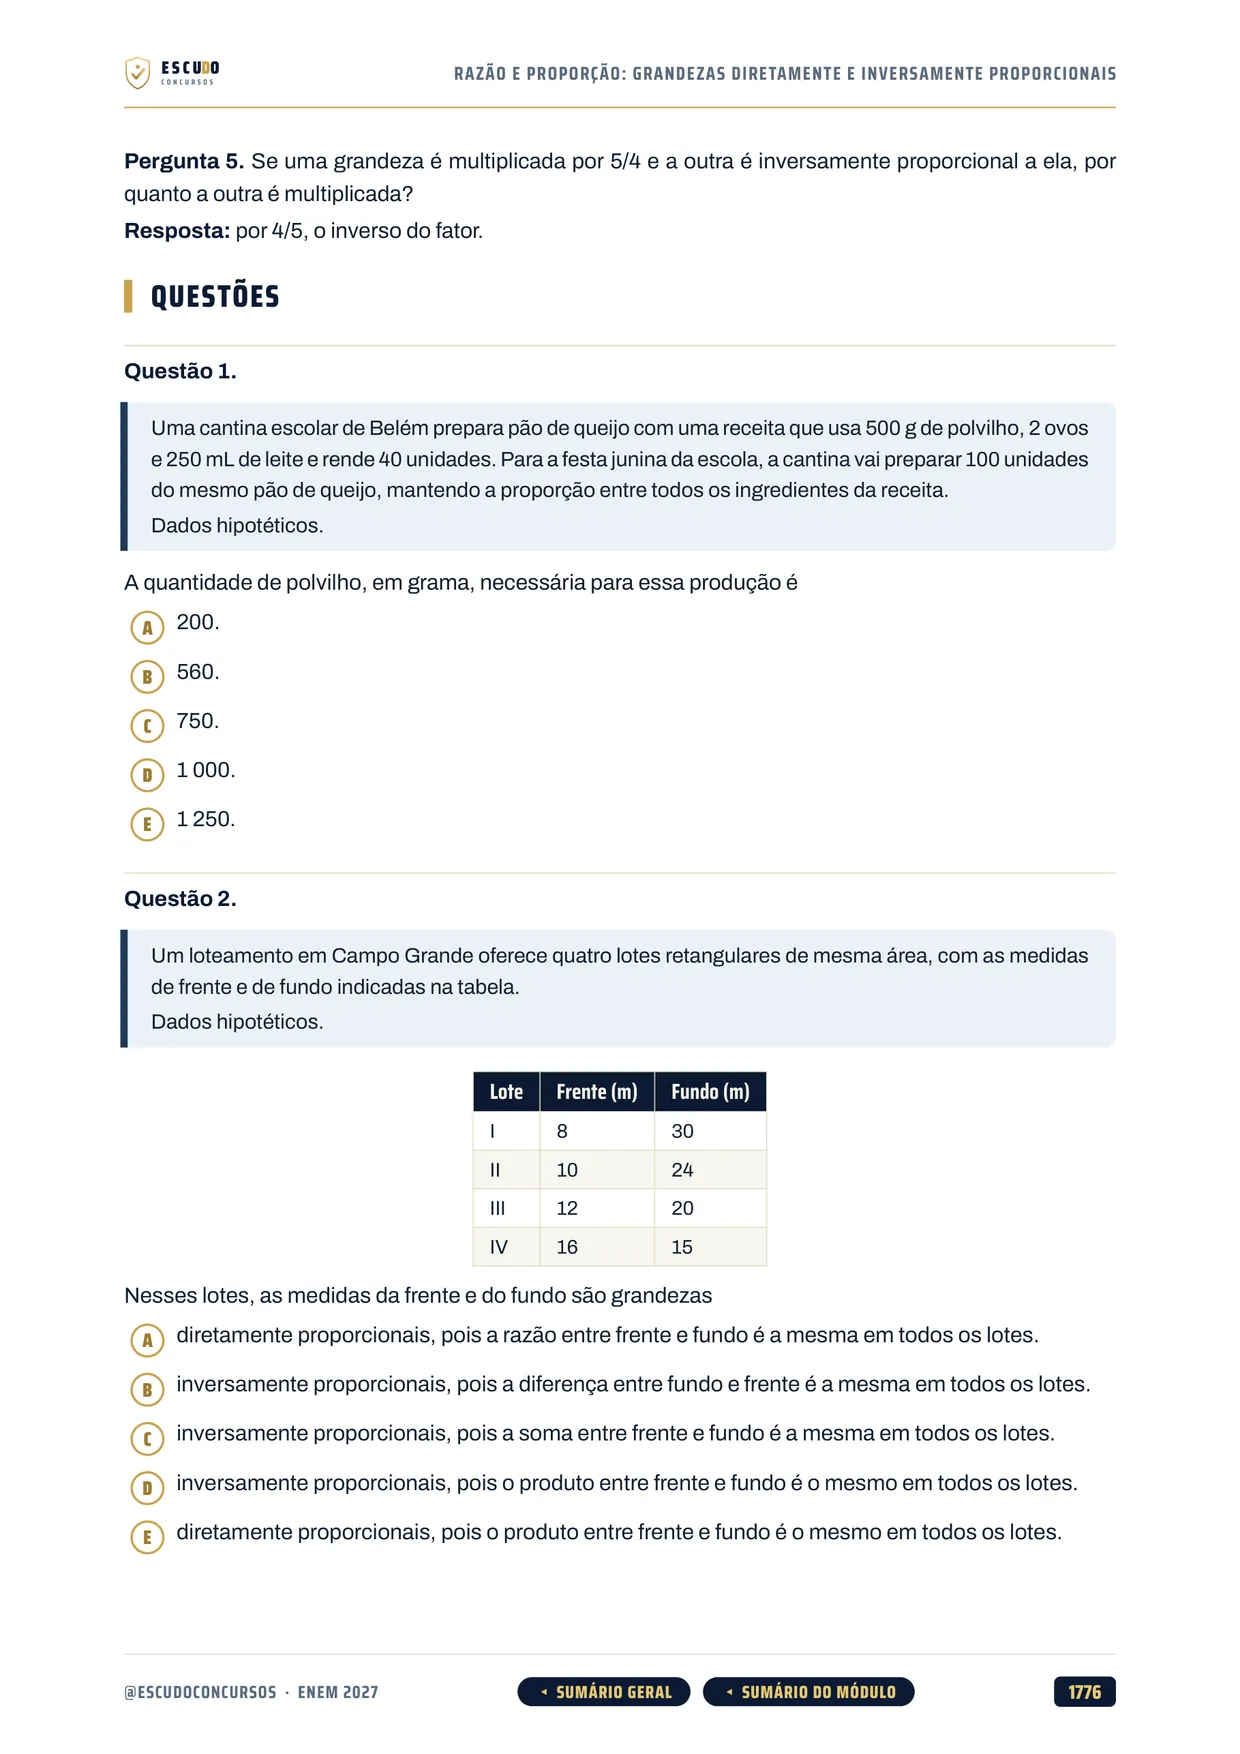 ESCUDO
CONCURSOS
RAZÃO E PROPORÇÃO: GRANDEZAS DIRETAMENTE E INVERSAMENTE PROPORCIONAIS
Pergunta 5. Se uma grandeza é multiplicada por 5/4 e a outra é inversamente proporcional a ela, por
quanto a outra é multiplicada?
Resposta: por 4/5, o inverso do fator.
QUESTÕES
Questão 1.
Uma cantina escolar de Belém prepara pão de queijo com uma receita que usa 500 g de polvilho, 2 ovos
e 250 mL de leite e rende 40 unidades. Para a festa junina da escola, a cantina vai preparar 100 unidades
do mesmo pão de queijo, mantendo a proporção entre todos os ingredientes da receita.
Dados hipotéticos.
A quantidade de polvilho, em grama, necessária para essa produção é
A 200.
B 560.
C 750.
D 1 000.
E 1 250.
Questão 2.
Um loteamento em Campo Grande oferece quatro lotes retangulares de mesma área, com as medidas
de frente e de fundo indicadas na tabela.
Dados hipotéticos.
Lote Frente (m) Fundo (m)
I 8 30
II 10 24
III 12 20
IV 16 15
Nesses lotes, as medidas da frente e do fundo são grandezas
A diretamente proporcionais, pois a razão entre frente e fundo é a mesma em todos os lotes.
B inversamente proporcionais, pois a diferença entre fundo e frente é a mesma em todos os lotes.
C inversamente proporcionais, pois a soma entre frente e fundo é a mesma em todos os lotes.
D inversamente proporcionais, pois o produto entre frente e fundo é o mesmo em todos os lotes.
E diretamente proporcionais, pois o produto entre frente e fundo é o mesmo em todos os lotes.
@ESCUDOCONCURSOS · ENEM 2027
SUMÁRIO GERAL
SUMÁRIO DO MÓDULO
1776